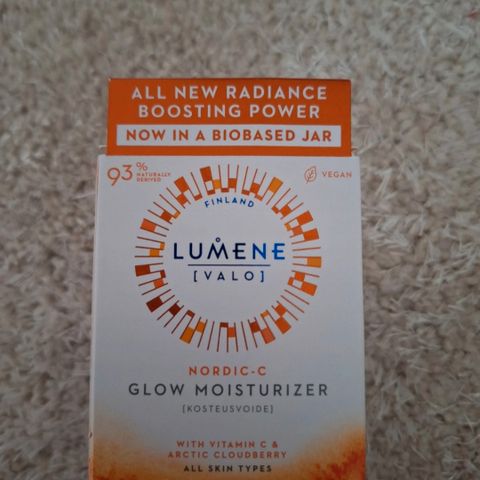 ALL NEW RADIANCE
BOOSTING POWER
NOW IN A BIOBASED JAR
93% NATURALLY
DERIVED
VEGAN
FINLAND
LUMENE
[VALO]
NORDIC-C
GLOW MOISTURIZER
[KOSTEUSVOIDE]
WITH VITAMIN C &
ARCTIC CLOUDBERRY
ALL SKIN TYPES